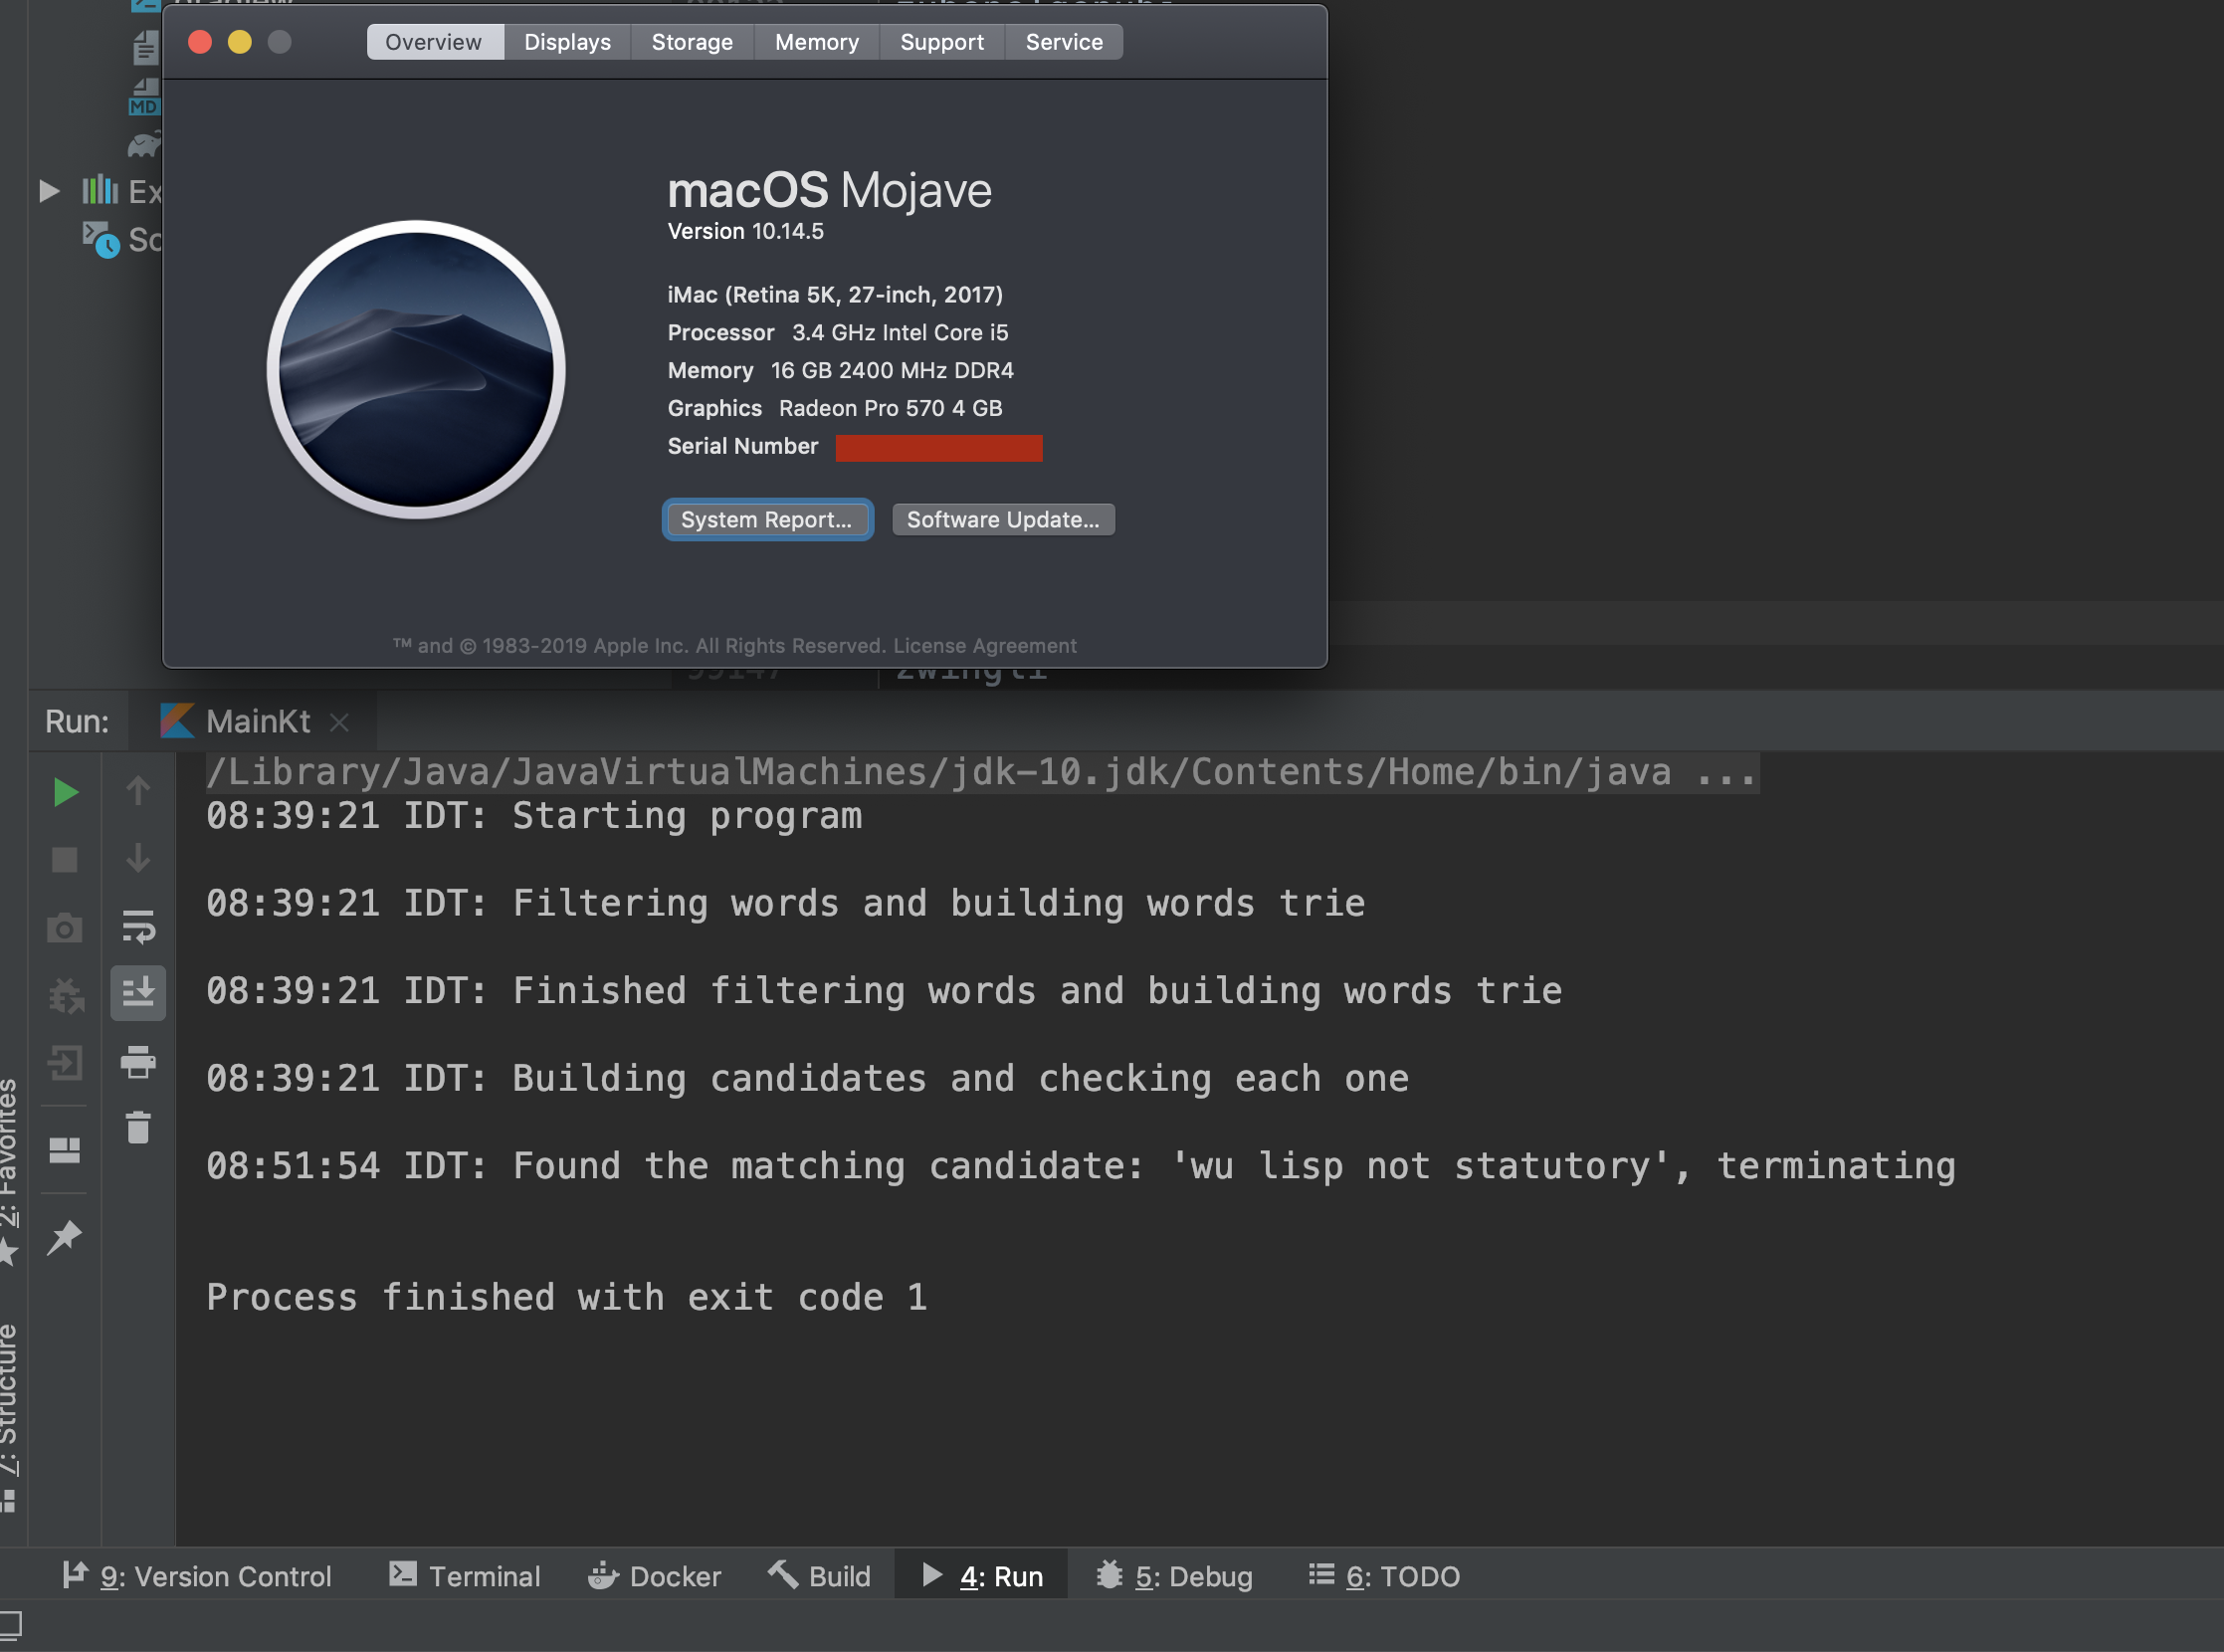 Overview Displays Storage Memory Support Service
MD
macOS Mojave
Version 10.14.5
iMac (Retina 5K, 27-inch, 2017)
Processor 3.4 GHz Intel Core i5
Memory 16 GB 2400 MHz DDR4
Graphics Radeon Pro 570 4 GB
Serial Number
System Report... Software Update...
™ and © 1983-2019 Apple Inc. All Rights Reserved. License Agreement
Ex
Sc
99147 zwingli
Run: MainKt
/Library/Java/JavaVirtualMachines/jdk-10.jdk/Contents/Home/bin/java ...
08:39:21 IDT: Starting program
08:39:21 IDT: Filtering words and building words trie
08:39:21 IDT: Finished filtering words and building words trie
08:39:21 IDT: Building candidates and checking each one
08:51:54 IDT: Found the matching candidate: 'wu lisp not statutory', terminating
Process finished with exit code 1
2: Favorites
7: Structure
9: Version Control Terminal Docker Build 4: Run 5: Debug 6: TODO